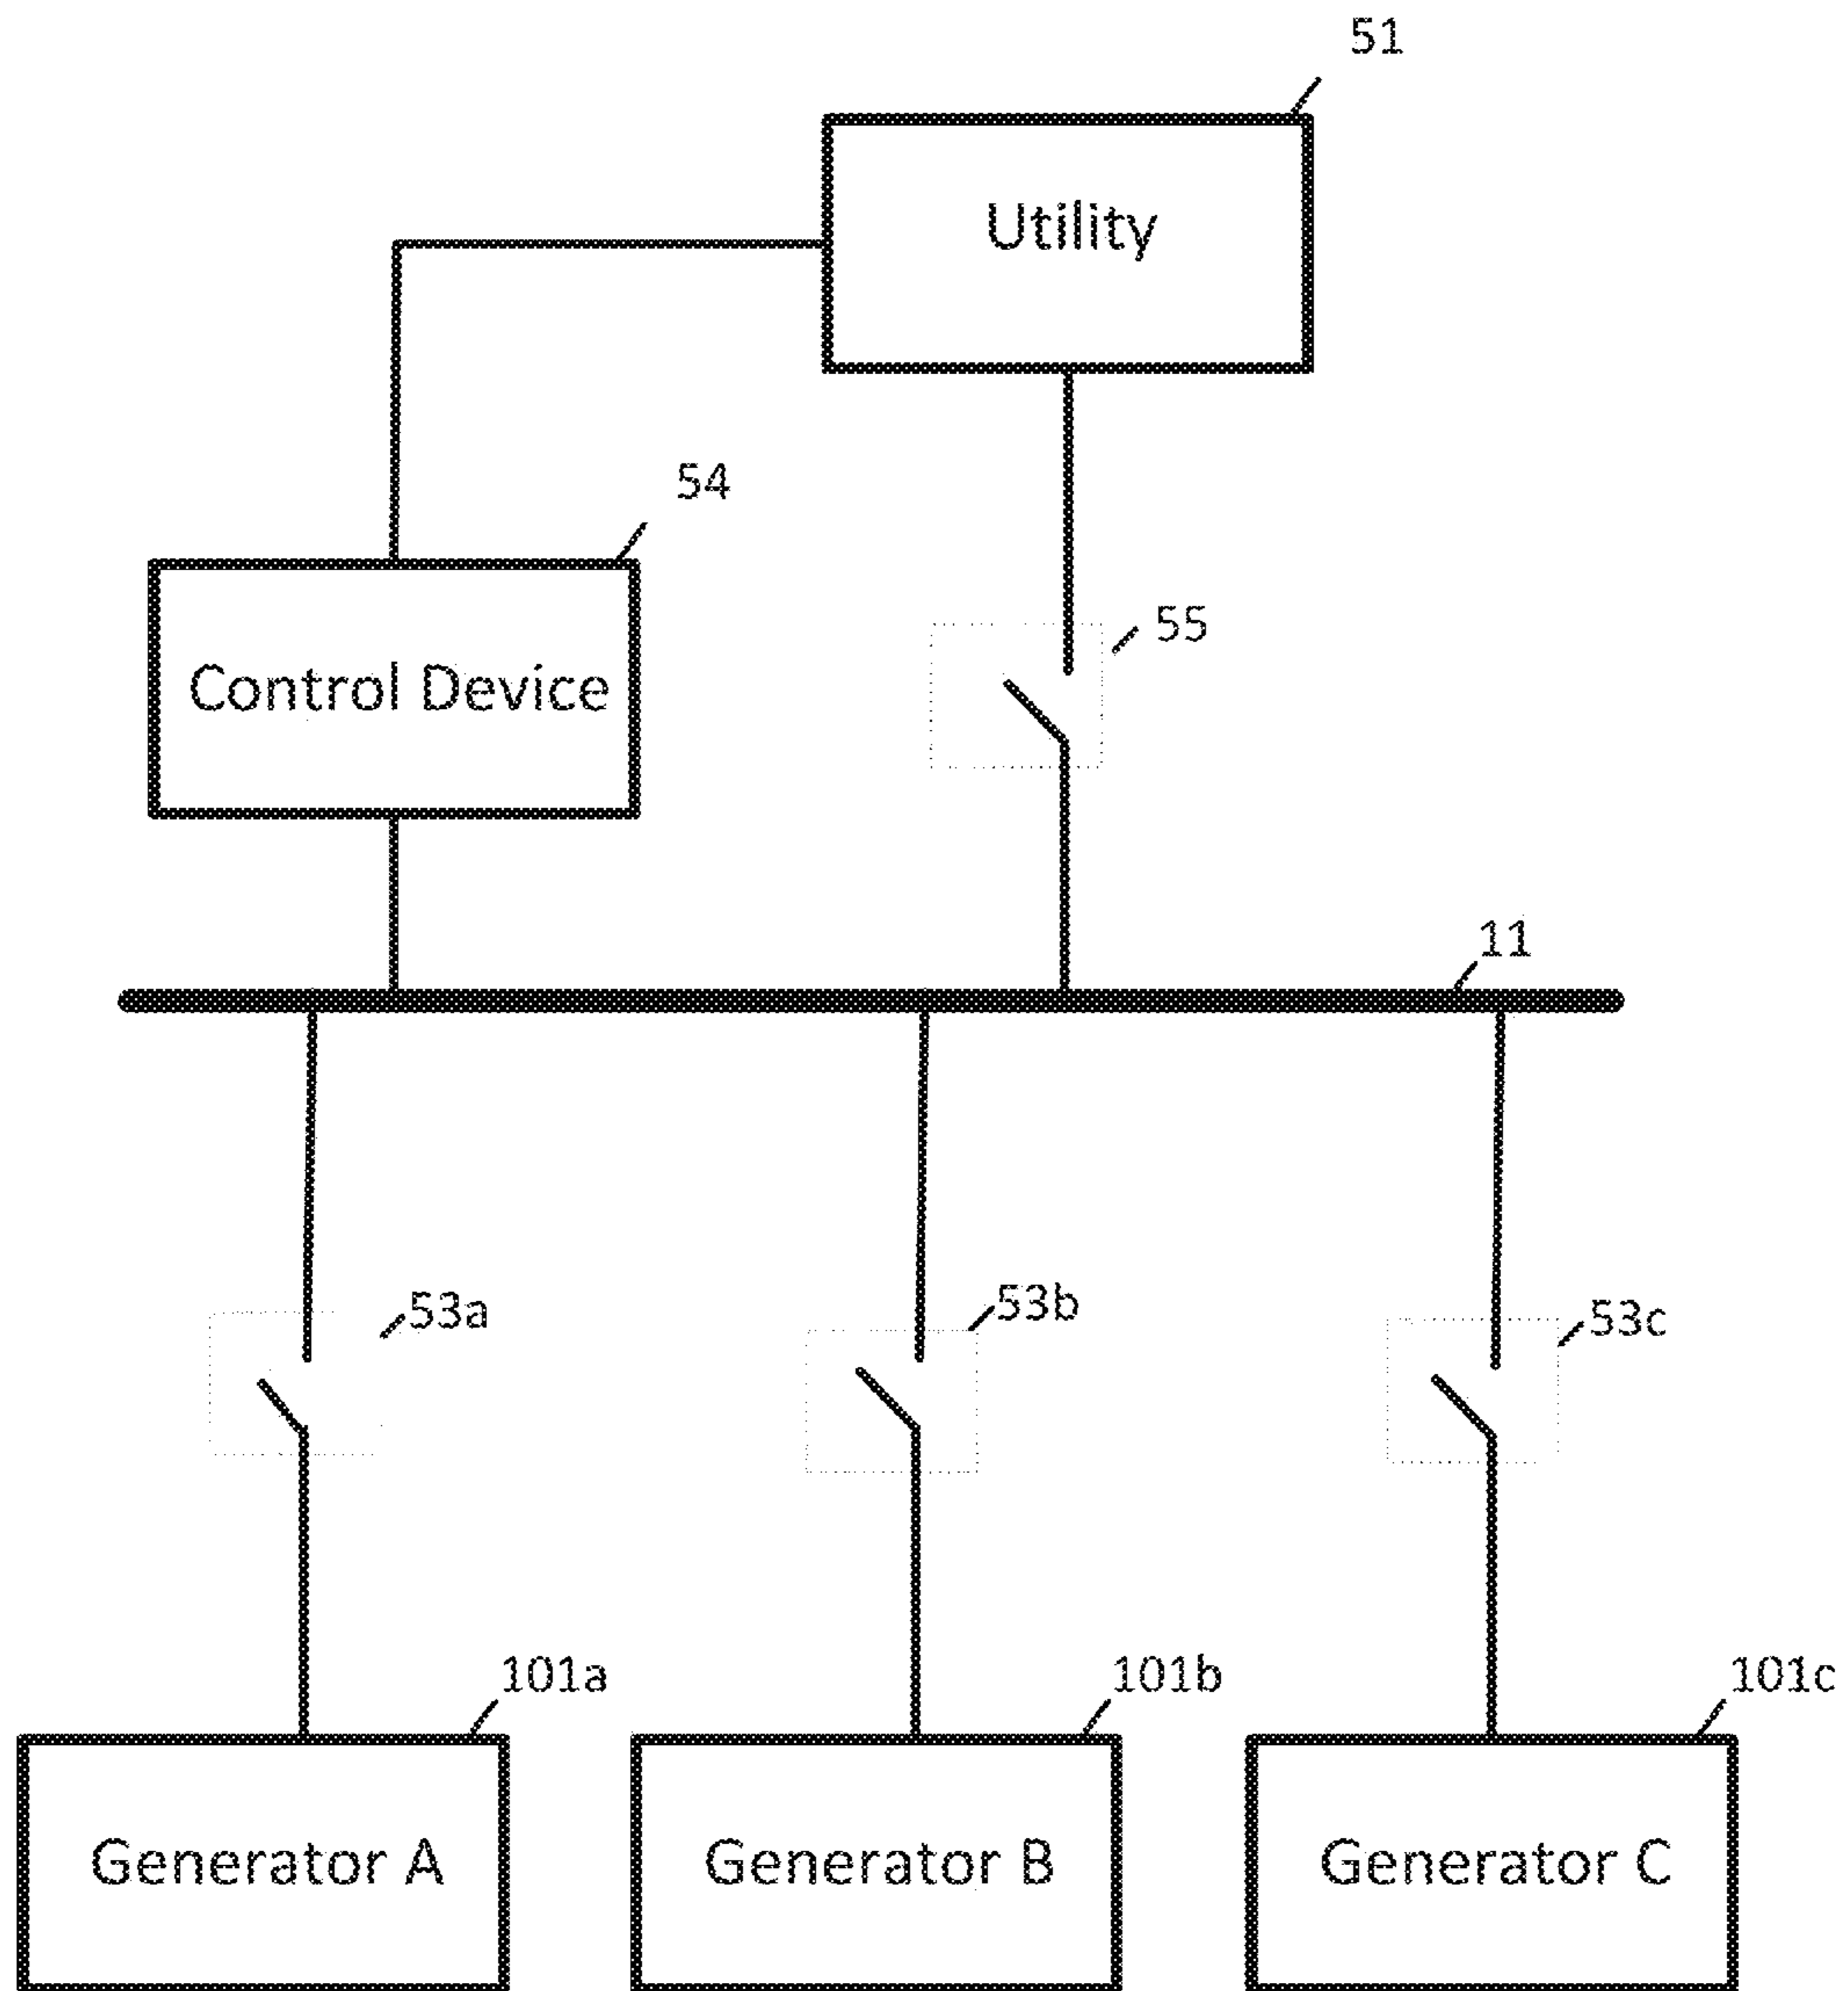 51
Utility
54
Control Device
55
11
53a
53b
53c
101a
101b
101c
Generator A
Generator B
Generator C